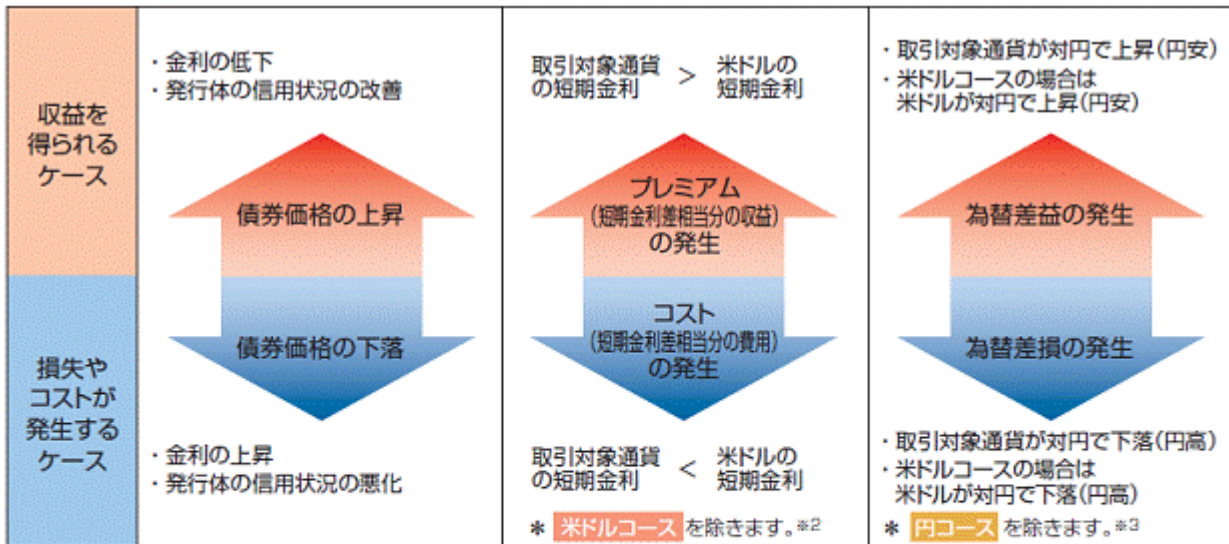 収益を
得られる
ケース
・金利の低下
・発行体の信用状況の改善
債券価格の上昇
取引対象通貨
の短期金利
>
米ドルの
短期金利
プレミアム
(短期金利差相当分の収益)
の発生
・取引対象通貨が対円で上昇(円安)
・米ドルコースの場合は
米ドルが対円で上昇(円安)
為替差益の発生
損失や
コストが
発生する
ケース
債券価格の下落
・金利の上昇
・発行体の信用状況の悪化
コスト
(短期金利差相当分の費用)
の発生
取引対象通貨
の短期金利
<
米ドルの
短期金利
* 米ドルコース を除きます。※2
為替差損の発生
・取引対象通貨が対円で下落(円高)
・米ドルコースの場合は
米ドルが対円で下落(円高)
* 円コース を除きます。※3